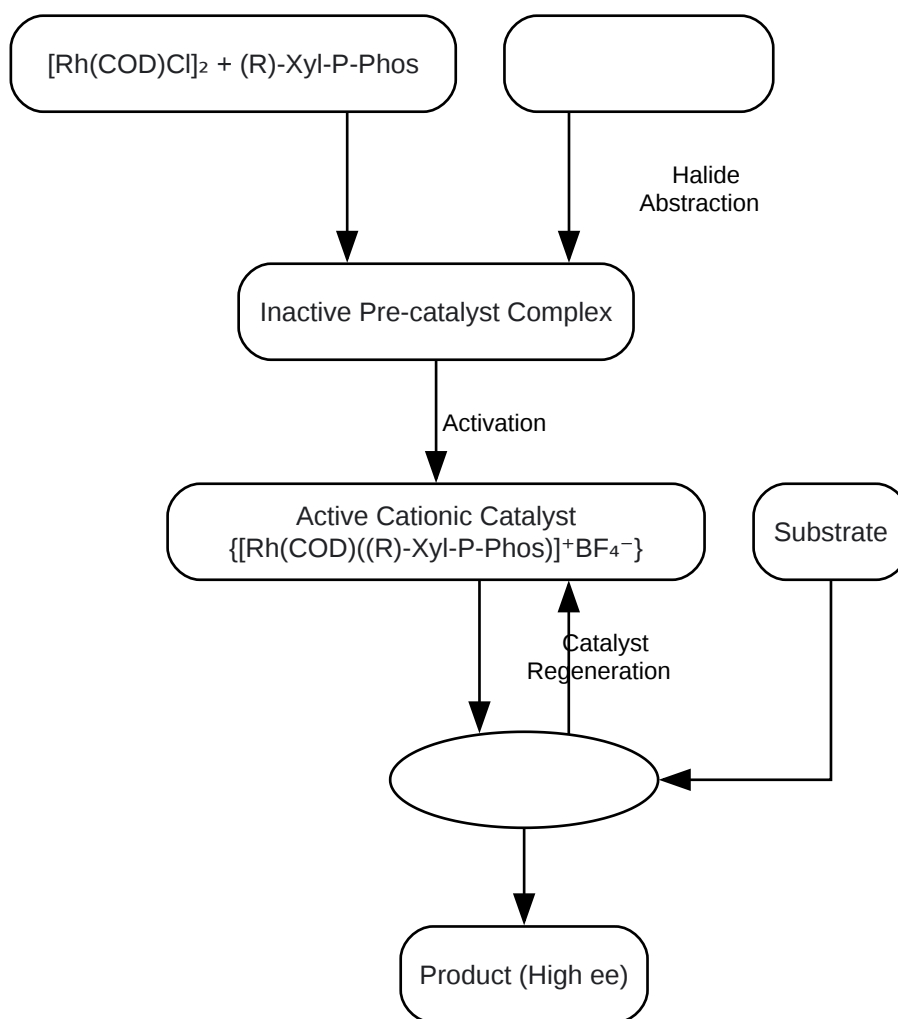 [Rh(COD)Cl]₂ + (R)-Xyl-P-Phos
Halide
Abstraction
Inactive Pre-catalyst Complex
Activation
Active Cationic Catalyst
{[Rh(COD)((R)-Xyl-P-Phos)]⁺BF₄⁻}
Substrate
Catalyst
Regeneration
Product (High ee)